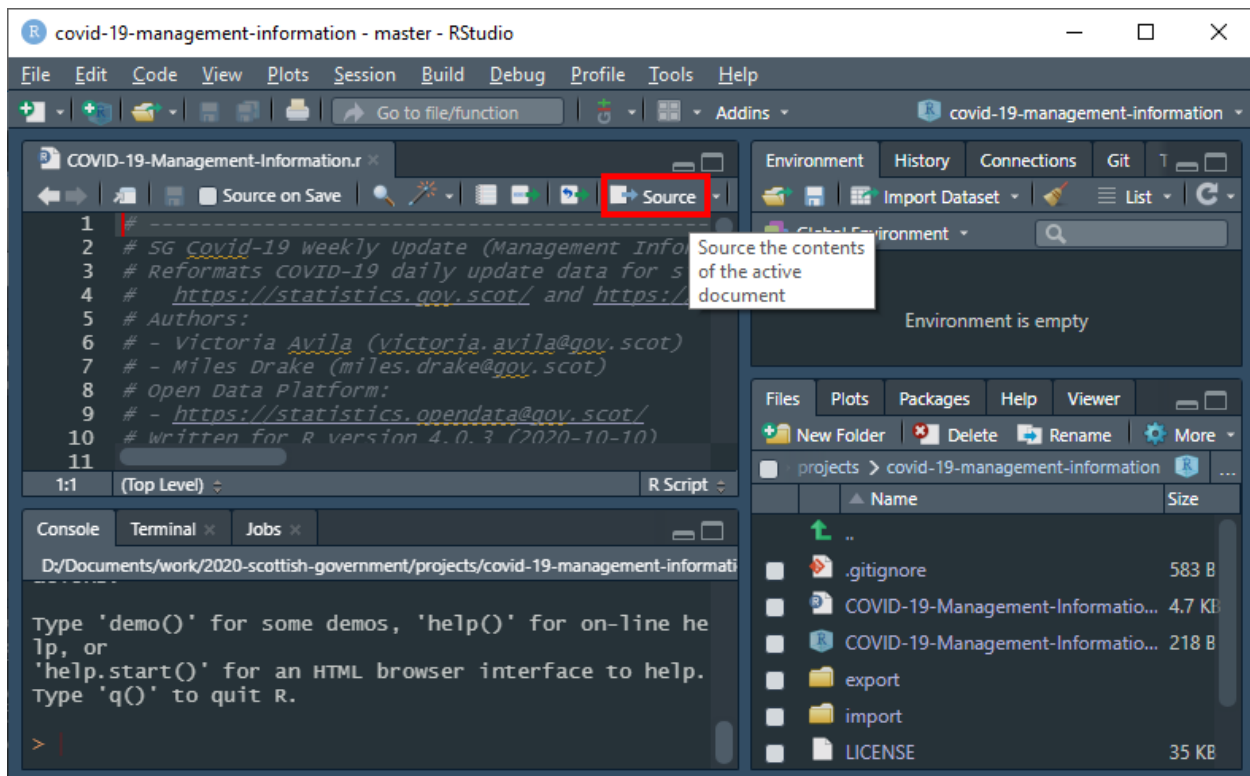 covid-19-management-information - master - RStudio
File Edit Code View Plots Session Build Debug Profile Tools Help
Go to file/function Addins covid-19-management-information
COVID-19-Management-Information.r
Source on Save Source
1 # ----------------------------------------------
2 # SG Covid-19 Weekly Update (Management Infor
3 # Reformats COVID-19 daily update data for s
4 #   https://statistics.gov.scot/ and https:/
5 # Authors:
6 # - Victoria Avila (victoria.avila@gov.scot)
7 # - Miles Drake (miles.drake@gov.scot)
8 # Open Data Platform:
9 # - https://statistics.opendata@gov.scot/
10 # Written for R version 4.0.3 (2020-10-10)
11
Source the contents
of the active
document
1:1 (Top Level) R Script
Console Terminal Jobs
D:/Documents/work/2020-scottish-government/projects/covid-19-management-informati
Type 'demo()' for some demos, 'help()' for on-line he
lp, or
'help.start()' for an HTML browser interface to help.
Type 'q()' to quit R.
>
Environment History Connections Git T
Import Dataset List
Global Environment
Environment is empty
Files Plots Packages Help Viewer
New Folder Delete Rename More
projects covid-19-management-information ...
Name Size
..
.gitignore 583 B
COVID-19-Management-Informatio... 4.7 KB
COVID-19-Management-Informatio... 218 B
export
import
LICENSE 35 KB